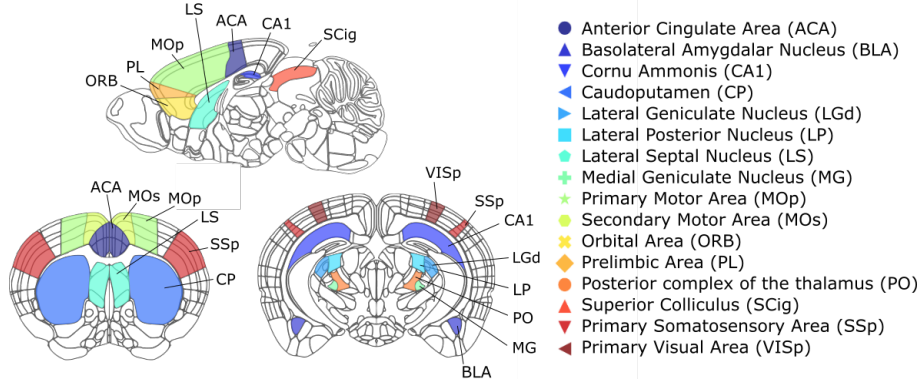 LS
ACA
CA1
MOp
SCig
PL
ORB
ACA
MOs
MOp
LS
SSp
CP
VISp
SSp
CA1
LGd
LP
PO
MG
BLA
Anterior Cingulate Area (ACA)
Basolateral Amygdalar Nucleus (BLA)
Cornu Ammonis (CA1)
Caudoputamen (CP)
Lateral Geniculate Nucleus (LGd)
Lateral Posterior Nucleus (LP)
Lateral Septal Nucleus (LS)
Medial Geniculate Nucleus (MG)
Primary Motor Area (MOp)
Secondary Motor Area (MOs)
Orbital Area (ORB)
Prelimbic Area (PL)
Posterior complex of the thalamus (PO)
Superior Colliculus (SCig)
Primary Somatosensory Area (SSp)
Primary Visual Area (VISp)